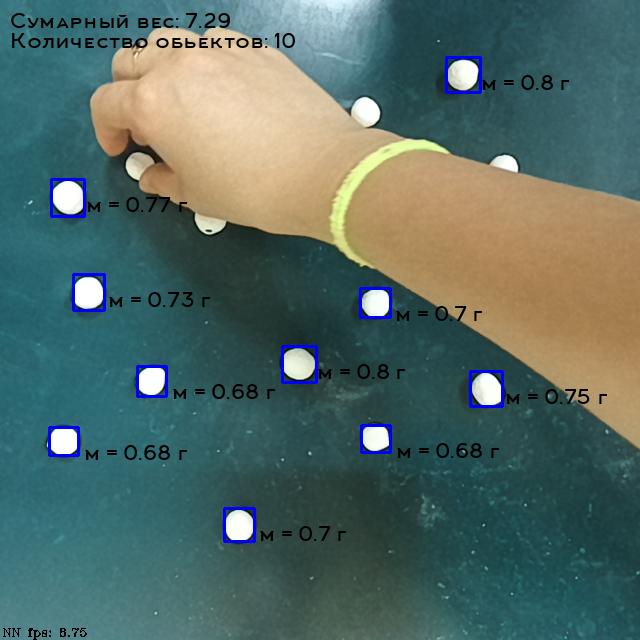 Сумарный вес: 7.29
Количество обьектов: 10
м = 0.8 г
м = 0.77 г
м = 0.73 г
м = 0.7 г
м = 0.8 г
м = 0.68 г
м = 0.75 г
м = 0.68 г
м = 0.68 г
м = 0.7 г
NN fps: 8.75